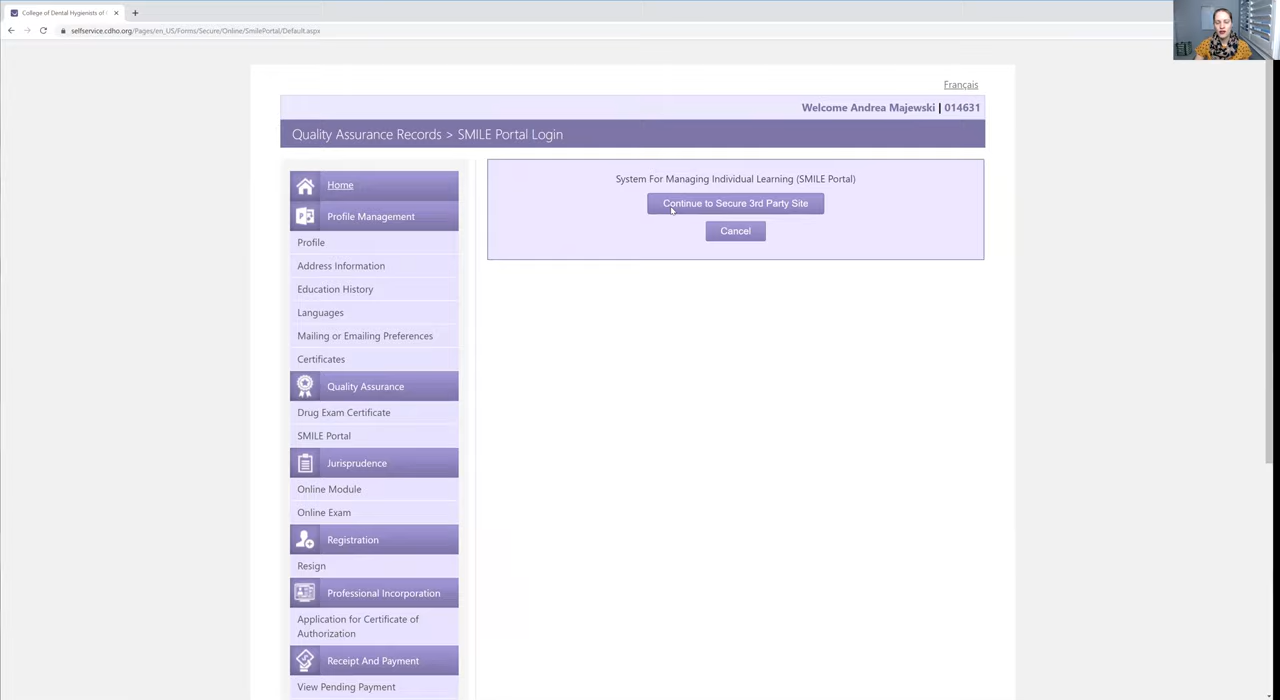 College of Dental Hygienists of
selfservice.cdho.org/Pages/en_US/Forms/Secure/Online/SmilePortal/Default.aspx
Français
Welcome Andrea Majewski | 014631
Quality Assurance Records > SMILE Portal Login
Home
Profile Management
Profile
Address Information
Education History
Languages
Mailing or Emailing Preferences
Certificates
Quality Assurance
Drug Exam Certificate
SMILE Portal
Jurisprudence
Online Module
Online Exam
Registration
Resign
Professional Incorporation
Application for Certificate of
Authorization
Receipt And Payment
View Pending Payment
System For Managing Individual Learning (SMILE Portal)
Continue to Secure 3rd Party Site
Cancel